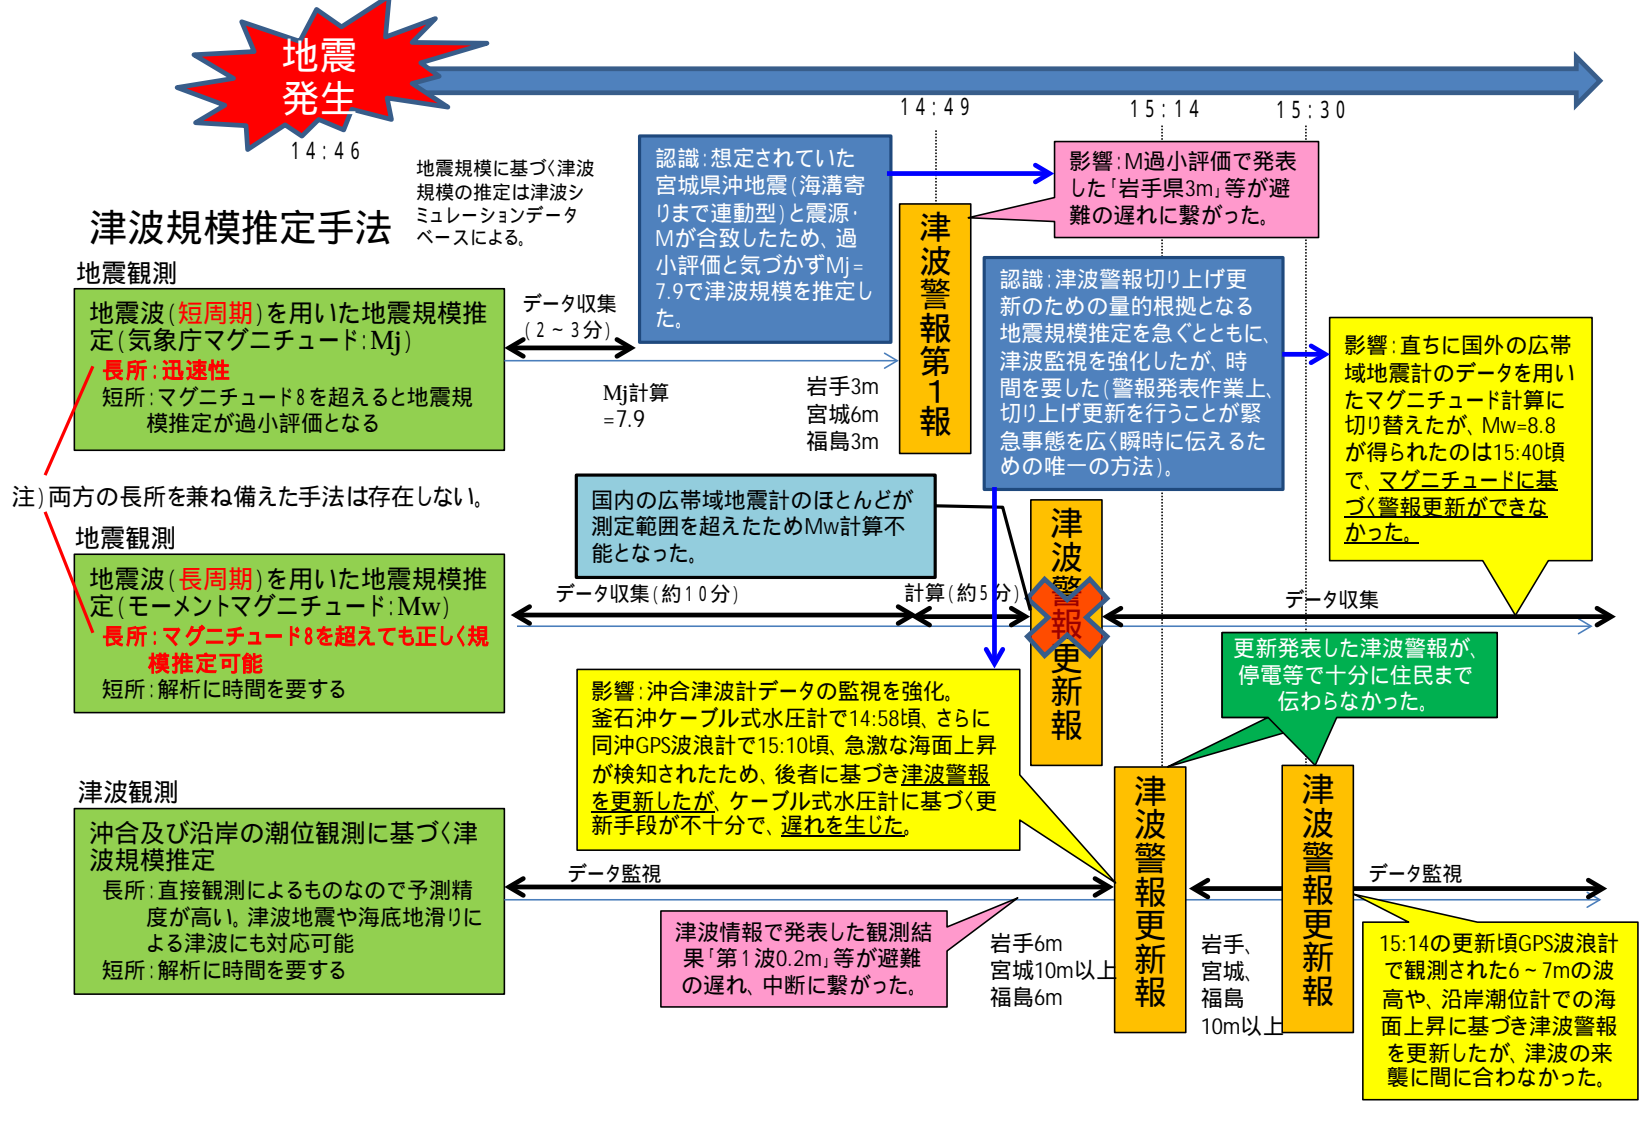 地震
発生
14:46
14:49
15:14
15:30
地震規模に基づく津波
規模の推定は津波シ
ミュレーションデータ
ベースによる。
津波規模推定手法
認識:想定されていた
宮城県沖地震(海溝寄
りまで連動型)と震源・
Mが合致したため、過
小評価と気づかずMj=
7.9で津波規模を推定し
た。
影響:M過小評価で発表
した「岩手県3m」等が避
難の遅れに繋がった。
津波警報第1報
地震観測
地震波(短周期)を用いた地震規模推
定(気象庁マグニチュード:Mj)
長所:迅速性
短所:マグニチュード8を超えると地震規
模推定が過小評価となる
データ収集
(2~3分)
Mj計算
=7.9
岩手3m
宮城6m
福島3m
認識:津波警報切り上げ更
新のための量的根拠となる
地震規模推定を急ぐとともに、
津波監視を強化したが、時
間を要した(警報発表作業上、
切り上げ更新を行うことが緊
急事態を広く瞬時に伝えるた
めの唯一の方法)。
影響:直ちに国外の広帯
域地震計のデータを用い
たマグニチュード計算に
切り替えたが、Mw=8.8
が得られたのは15:40頃
で、マグニチュードに基
づく警報更新ができな
かった。
注)両方の長所を兼ね備えた手法は存在しない。
国内の広帯域地震計のほとんどが
測定範囲を超えたためMw計算不
能となった。
地震観測
地震波(長周期)を用いた地震規模推
定(モーメントマグニチュード:Mw)
長所:マグニチュード8を超えても正しく規
模推定可能
短所:解析に時間を要する
データ収集(約10分)
計算(約5分)
津波警報更新報
データ収集
更新発表した津波警報が、
停電等で十分に住民まで
伝わらなかった。
影響:沖合津波計データの監視を強化。
釜石沖ケーブル式水圧計で14:58頃、さらに
同沖GPS波浪計で15:10頃、急激な海面上昇
が検知されたため、後者に基づき津波警報
を更新したが、ケーブル式水圧計に基づく更
新手段が不十分で、遅れを生じた。
津波観測
沖合及び沿岸の潮位観測に基づく津
波規模推定
長所:直接観測によるものなので予測精
度が高い。津波地震や海底地滑りに
よる津波にも対応可能
短所:解析に時間を要する
データ監視
津波情報で発表した観測結
果「第1波0.2m」等が避難
の遅れ、中断に繋がった。
岩手6m
宮城10m以上
福島6m
津波警報更新報
岩手、
宮城、
福島
10m以上
津波警報更新報
データ監視
15:14の更新頃GPS波浪計
で観測された6~7mの波
高や、沿岸潮位計での海
面上昇に基づき津波警報
を更新したが、津波の来
襲に間に合わなかった。